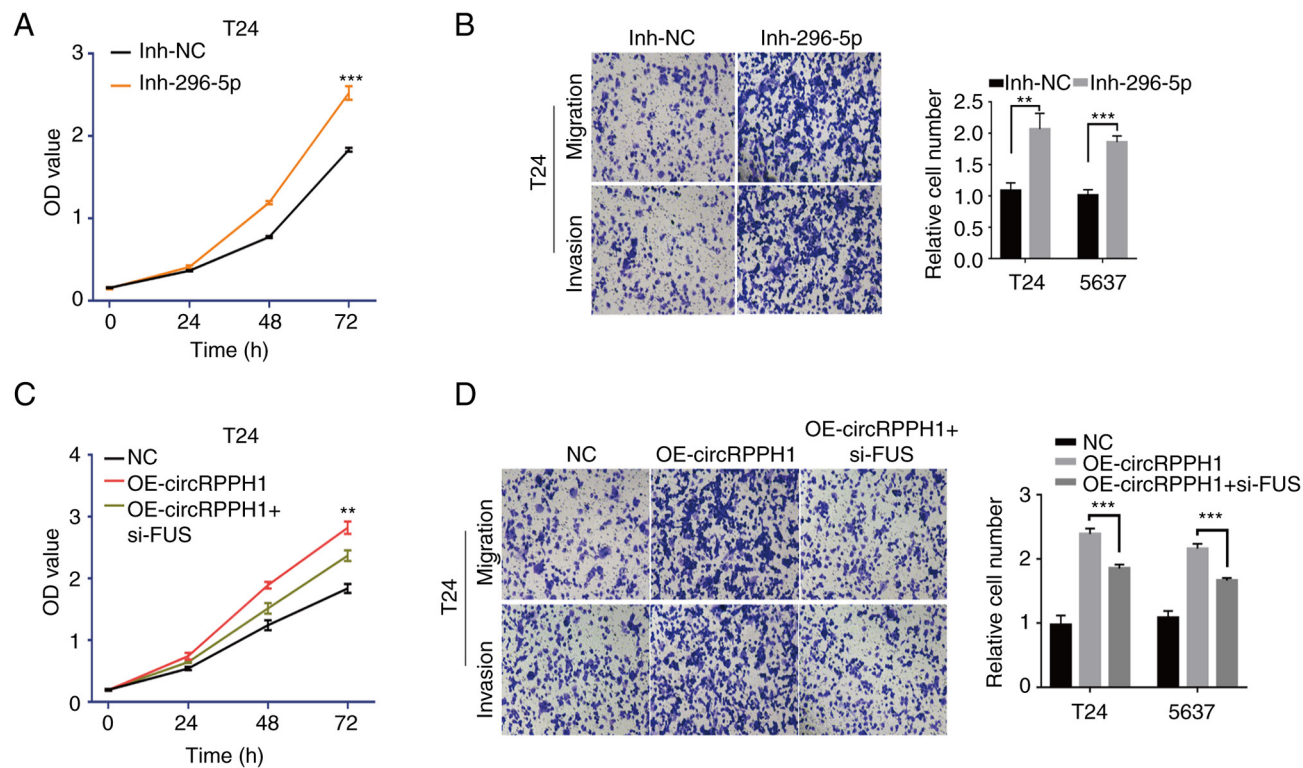 A
T24
Inh-NC
Inh-296-5p
***
3
2
1
0
OD value
0 24 48 72
Time (h)
B
Inh-NC Inh-296-5p
T24
Migration
Invasion
Inh-NC Inh-296-5p
** ***
2.5
2.0
1.5
1.0
0.5
0.0
Relative cell number
T24 5637
C
T24
NC
OE-circRPPH1
OE-circRPPH1+
si-FUS
**
4
3
2
1
0
OD value
0 24 48 72
Time (h)
D
NC OE-circRPPH1 OE-circRPPH1+
si-FUS
T24
Migration
Invasion
NC
OE-circRPPH1
OE-circRPPH1+si-FUS
*** ***
3
2
1
0
Relative cell number
T24 5637